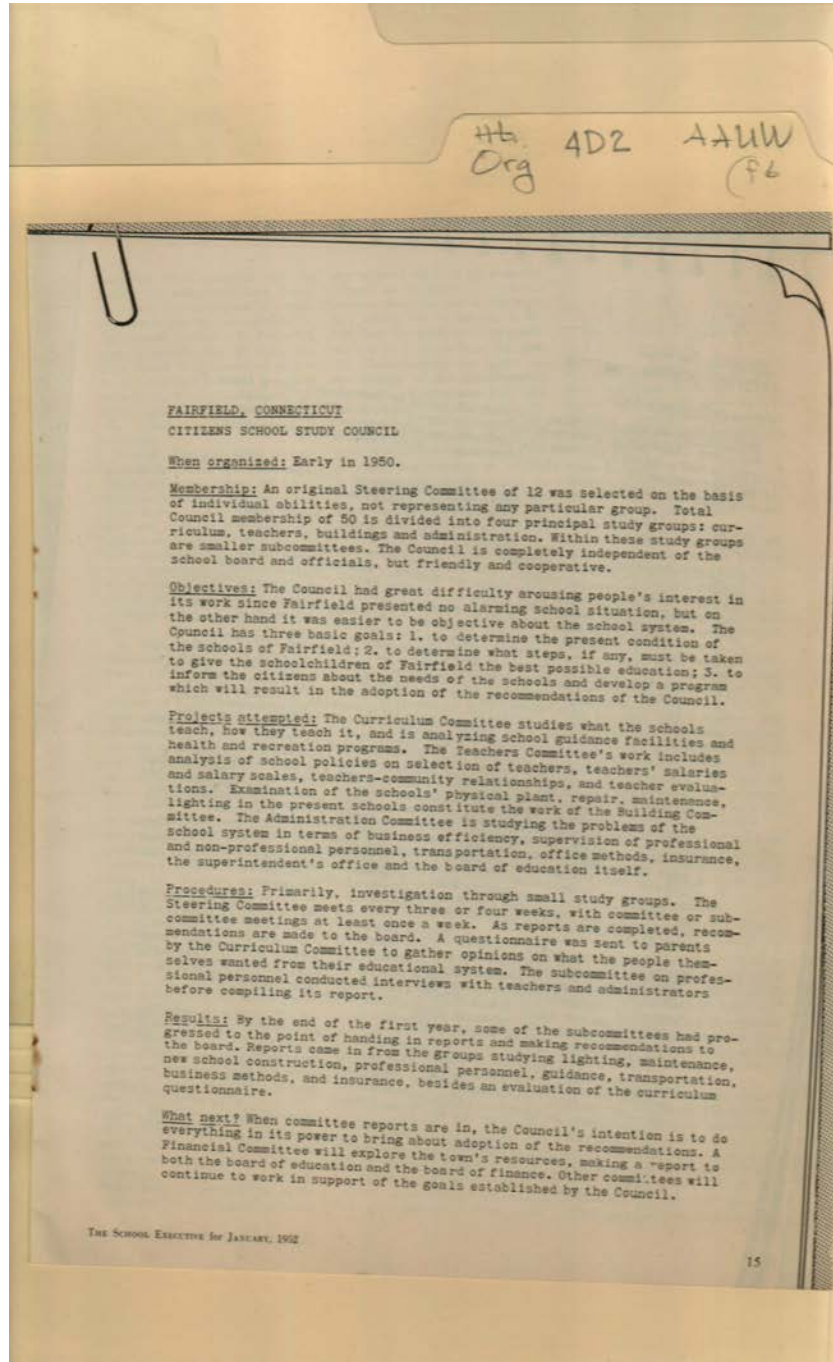 Org 4D2 AAUW
FAIRFIELD, CONNECTICUT
CITIZENS SCHOOL STUDY COUNCIL
When organized: Early in 1950.
Membership: An original Steering Committee of 12 was selected on the basis
of individual abilities, not representing any particular group. Total
Council membership of 50 is divided into four principal study groups: cur-
riculum, teachers, buildings and administration. Within these study groups
are smaller subcommittees. The Council is completely independent of the
school board and officials, but friendly and cooperative.
Objectives: The Council had great difficulty arousing people's interest in
its work since Fairfield presented no alarming school situation, but on
the other hand it was easier to be objective about the school system. The
Council has three basic goals: 1. to determine the present condition of
the schools of Fairfield; 2. to determine what steps, if any, must be taken
to give the schoolchildren of Fairfield the best possible education; 3. to
inform the citizens about the needs of the schools and develop a program
which will result in the adoption of the recommendations of the Council.
Projects attempted: The Curriculum Committee studies what the schools
teach, how they teach it, and is analyzing school guidance facilities and
health and recreation programs. The Teachers Committee's work includes
analysis of school policies on selection of teachers, teachers' salaries
and salary scales, teachers-community relationships, and teacher evalua-
tions. Examination of the schools' physical plant, repair, maintenance,
lighting in the present schools constitute the work of the Building Com-
mittee. The Administration Committee is studying the problems of the
school system in terms of business efficiency, supervision of professional
and non-professional personnel, transportation, office methods, insurance,
the superintendent's office and the board of education itself.
Procedures: Primarily, investigation through small study groups. The
Steering Committee meets every three or four weeks, with committee or sub-
committee meetings at least once a week. As reports are completed, recom-
mendations are made to the board. A questionnaire was sent to parents
by the Curriculum Committee to gather opinions on what the people them-
selves wanted from their educational system. The subcommittee on profes-
sional personnel conducted interviews with teachers and administrators
before compiling its report.
Results: By the end of the first year, some of the subcommittees had pro-
gressed to the point of handing in reports and making recommendations to
the board. Reports came in from the groups studying lighting, maintenance,
new school construction, professional personnel, guidance, transportation,
business methods, and insurance, besides an evaluation of the curriculum
questionnaire.
What next? When committee reports are in, the Council's intention is to do
everything in its power to bring about adoption of the recommendations. A
Financial Committee will explore the town's resources, making a report to
both the board of education and the board of finance. Other committees will
continue to work in support of the goals established by the Council.
THE SCHOOL EXECUTIVE for JANUARY, 1952
15